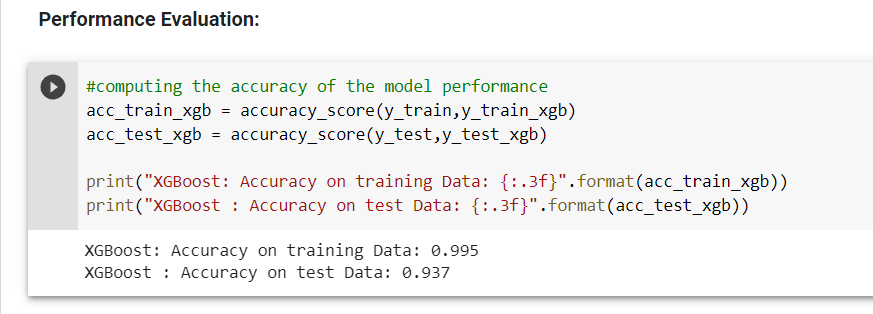 Performance Evaluation:
#computing the accuracy of the model performance
acc_train_xgb = accuracy_score(y_train,y_train_xgb)
acc_test_xgb = accuracy_score(y_test,y_test_xgb)
print("XGBoost: Accuracy on training Data: {:.3f}".format(acc_train_xgb))
print("XGBoost : Accuracy on test Data: {:.3f}".format(acc_test_xgb))
XGBoost: Accuracy on training Data: 0.995
XGBoost : Accuracy on test Data: 0.937